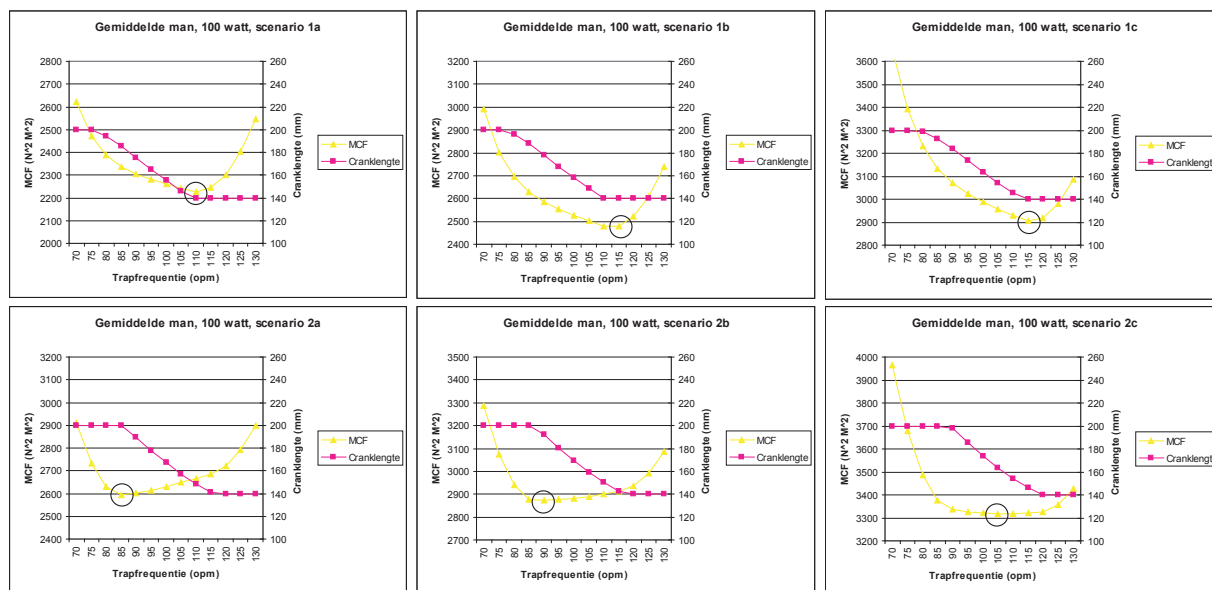 Gemiddelde man, 100 watt, scenario 1a
2800
2700
2600
2500
2400
2300
2200
2100
2000
MCF (N^2 M^2)
260
240
220
200
180
160
140
120
100
Cranklengte (mm)
70 75 80 85 90 95 100 105 110 115 120 125 130
Trapfrequentie (opm)
MCF
Cranklengte
Gemiddelde man, 100 watt, scenario 1b
3200
3100
3000
2900
2800
2700
2600
2500
2400
MCF (N^2 M^2)
260
240
220
200
180
160
140
120
100
Cranklengte (mm)
70 75 80 85 90 95 100 105 110 115 120 125 130
Trapfrequentie (opm)
MCF
Cranklengte
Gemiddelde man, 100 watt, scenario 1c
3600
3500
3400
3300
3200
3100
3000
2900
2800
MCF (N^2 M^2)
260
240
220
200
180
160
140
120
100
Cranklengte (mm)
70 75 80 85 90 95 100 105 110 115 120 125 130
Trapfrequentie (opm)
MCF
Cranklengte
Gemiddelde man, 100 watt, scenario 2a
3200
3100
3000
2900
2800
2700
2600
2500
2400
MCF (N^2 M^2)
260
240
220
200
180
160
140
120
100
Cranklengte (mm)
70 75 80 85 90 95 100 105 110 115 120 125 130
Trapfrequentie (opm)
MCF
Cranklengte
Gemiddelde man, 100 watt, scenario 2b
3500
3400
3300
3200
3100
3000
2900
2800
2700
MCF (N^2 M^2)
260
240
220
200
180
160
140
120
100
Cranklengte (mm)
70 75 80 85 90 95 100 105 110 115 120 125 130
Trapfrequentie (opm)
MCF
Cranklengte
Gemiddelde man, 100 watt, scenario 2c
4000
3900
3800
3700
3600
3500
3400
3300
3200
MCF (N^2 M^2)
260
240
220
200
180
160
140
120
100
Cranklengte (mm)
70 75 80 85 90 95 100 105 110 115 120 125 130
Trapfrequentie (opm)
MCF
Cranklengte